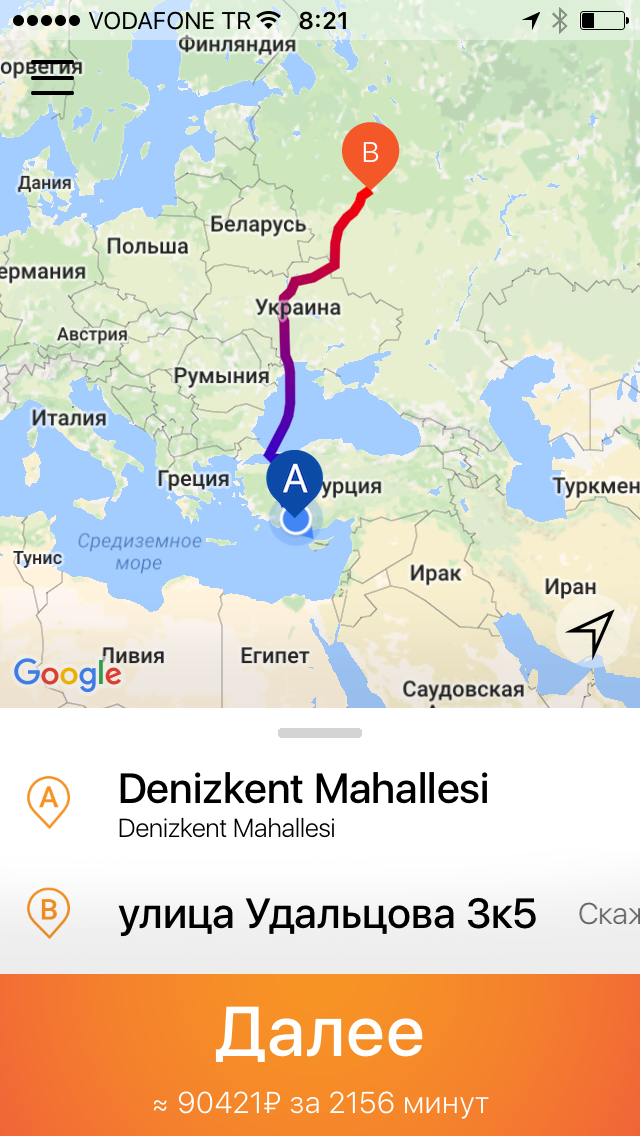 VODAFONE TR 8:21
Финляндия
орвегия
Дания
Беларусь
Польша
ермания
Украина
Австрия
Румыния
Италия
Греция
урция
Туркмен
Средиземное
море
Тунис
Ирак
Иран
Ливия
Египет
Google
Саудовская
A
B
A Denizkent Mahallesi
Denizkent Mahallesi
B улица Удальцова 3к5 Скаж
Далее
≈ 90421₽ за 2156 минут